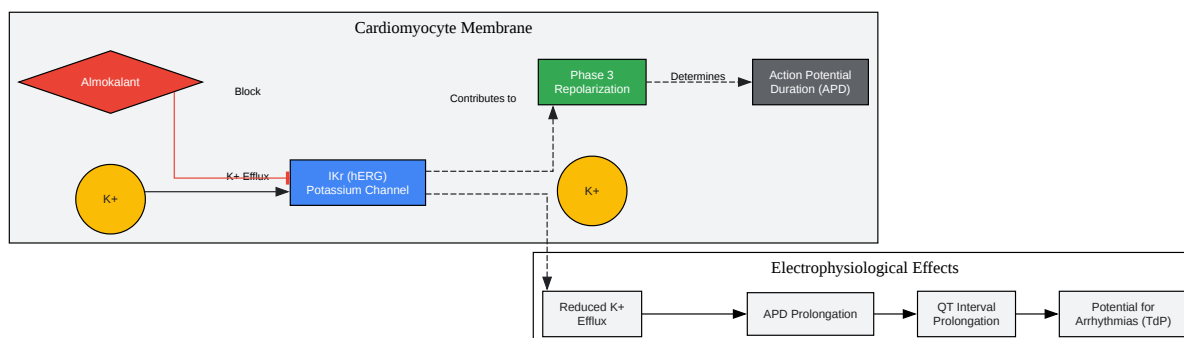 Cardiomyocyte Membrane
Almokalant
Block
Contributes to
Phase 3
Repolarization
Determines
Action Potential
Duration (APD)
K+
K+ Efflux
IKr (hERG)
Potassium Channel
K+
Electrophysiological Effects
Reduced K+
Efflux
APD Prolongation
QT Interval
Prolongation
Potential for
Arrhythmias (TdP)